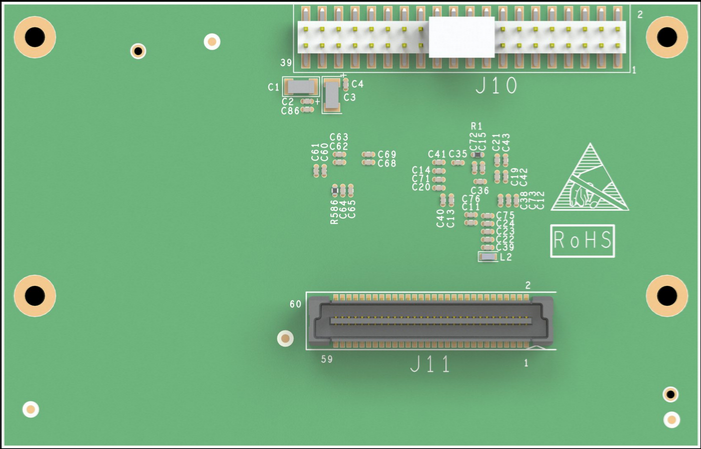 2
39
1
J10
C1
C4
C3
C2
+
+
C86
R1
C63
C62
C61
C60
C69
C68
C72
C15
C21
C43
C41
C35
C14
C71
C20
C19
C42
C36
R586
C64
C65
C40
C13
C76
C11
C38
C73
C12
C75
C24
C23
C22
C39
L2
RoHS
2
60
59
J11
1